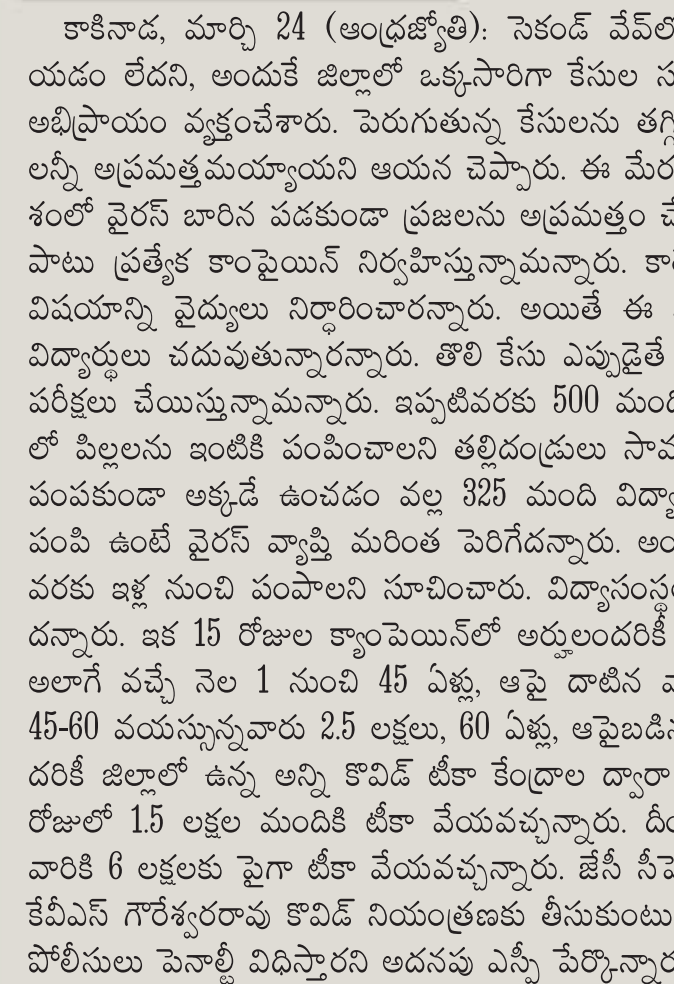 కాకినాడ, మార్చి 24 (ఆంధ్రజ్యోతి): సెకండ్ వేవ్‌లో
యడం లేదని, అందుకే జిల్లాలో ఒక్కసారిగా కేసుల
అభిప్రాయం వ్యక్తంచేశారు. పెరుగుతున్న కేసులను
లన్నీ అప్రమత్తమయ్యాయని ఆయన చెప్పారు. ఈ మేర
శంలో వైరస్ బారిన పడకుండా ప్రజలను అప్రమత్తం
పాటు ప్రత్యేక కాంపైయిన్ నిర్వహిస్తున్నామన్నారు.
విషయాన్ని వైద్యులు నిర్ధారించారన్నారు. అయితే ఈ
విద్యార్థులు చదువుతున్నారన్నారు. తొలి కేసు ఎప్పుడైతే
పరీక్షలు చేయిస్తున్నామన్నారు. ఇప్పటివరకు 500 మంది
లో పిల్లలను ఇంటికి పంపించాలని తల్లిదండ్రులు
పంపకుండా అక్కడే ఉంచడం వల్ల 325 మంది విద్యా
పంపి ఉంటే వైరస్ వ్యాప్తి మరింత పెరిగేదన్నారు.
వరకు ఇళ్ల నుంచి పంపాలని సూచించారు. విద్యాసంస్థ
దన్నారు. ఇక 15 రోజుల క్యాంపెయిన్‌లో అర్హులందరికీ
అలాగే వచ్చే నెల 1 నుంచి 45 ఏళ్లు, ఆపై దాటిన
45-60 వయస్సున్నవారు 2.5 లక్షలు, 60 ఏళ్లు, ఆపైబడిన
దరికీ జిల్లాలో ఉన్న అన్ని కొవిడ్ టీకా కేంద్రాల ద్వారా
రోజులో 1.5 లక్షల మందికి టీకా వేయవచ్చన్నారు.
వారికి 6 లక్షలకు పైగా టీకా వేయవచ్చన్నారు. జేసీ
కేవీఎస్ గౌరేశ్వరరావు కొవిడ్ నియంత్రణకు తీసుకుంటు
పోలీసులు పెనాల్టీ విధిస్తారని అదనపు ఎస్పీ పేర్కొన్నార